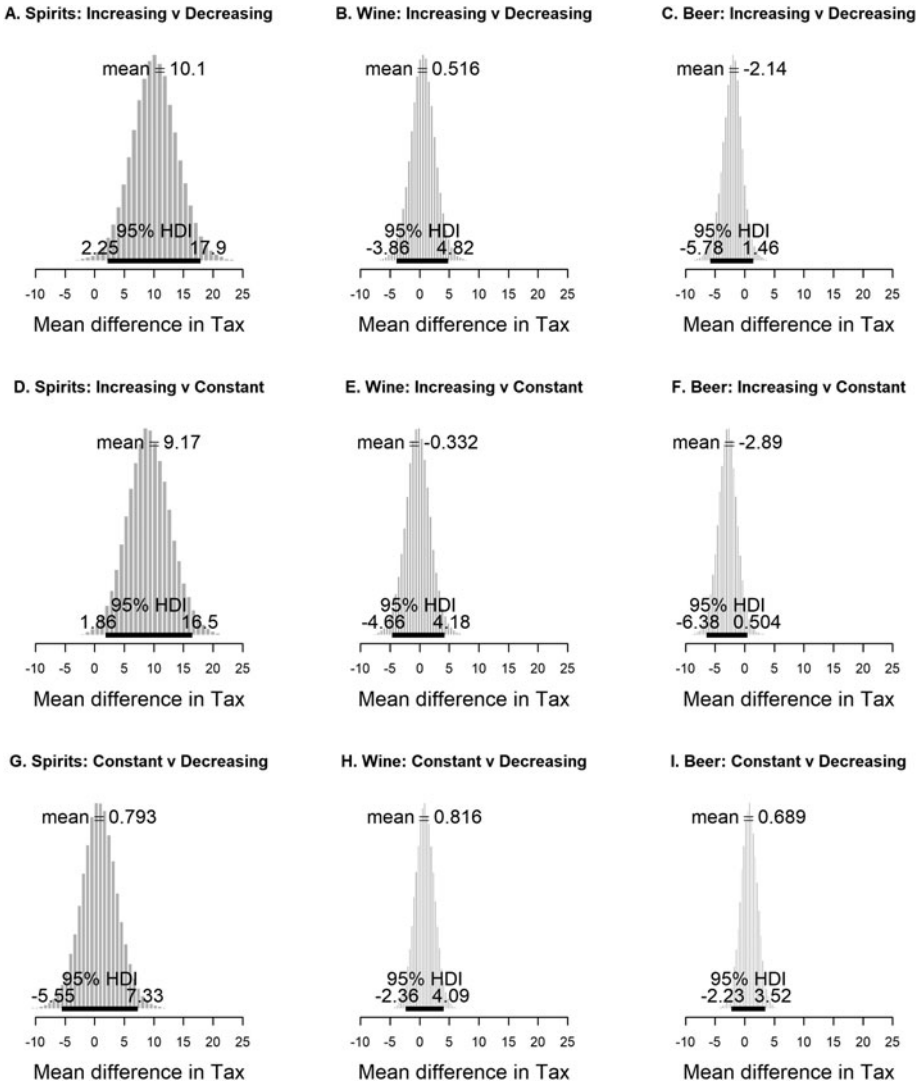 A. Spirits: Increasing v Decreasing
mean = 10.1
95% HDI
2.25 17.9
-10 -5 0 5 10 15 20 25
Mean difference in Tax
B. Wine: Increasing v Decreasing
mean = 0.516
95% HDI
-3.86 4.82
-10 -5 0 5 10 15 20 25
Mean difference in Tax
C. Beer: Increasing v Decreasing
mean = -2.14
95% HDI
-5.78 1.46
-10 -5 0 5 10 15 20 25
Mean difference in Tax
D. Spirits: Increasing v Constant
mean = 9.17
95% HDI
1.86 16.5
-10 -5 0 5 10 15 20 25
Mean difference in Tax
E. Wine: Increasing v Constant
mean = -0.332
95% HDI
-4.66 4.18
-10 -5 0 5 10 15 20 25
Mean difference in Tax
F. Beer: Increasing v Constant
mean = -2.89
95% HDI
-6.38 0.504
-10 -5 0 5 10 15 20 25
Mean difference in Tax
G. Spirits: Constant v Decreasing
mean = 0.793
95% HDI
-5.55 7.33
-10 -5 0 5 10 15 20 25
Mean difference in Tax
H. Wine: Constant v Decreasing
mean = 0.816
95% HDI
-2.36 4.09
-10 -5 0 5 10 15 20 25
Mean difference in Tax
I. Beer: Constant v Decreasing
mean = 0.689
95% HDI
-2.23 3.52
-10 -5 0 5 10 15 20 25
Mean difference in Tax